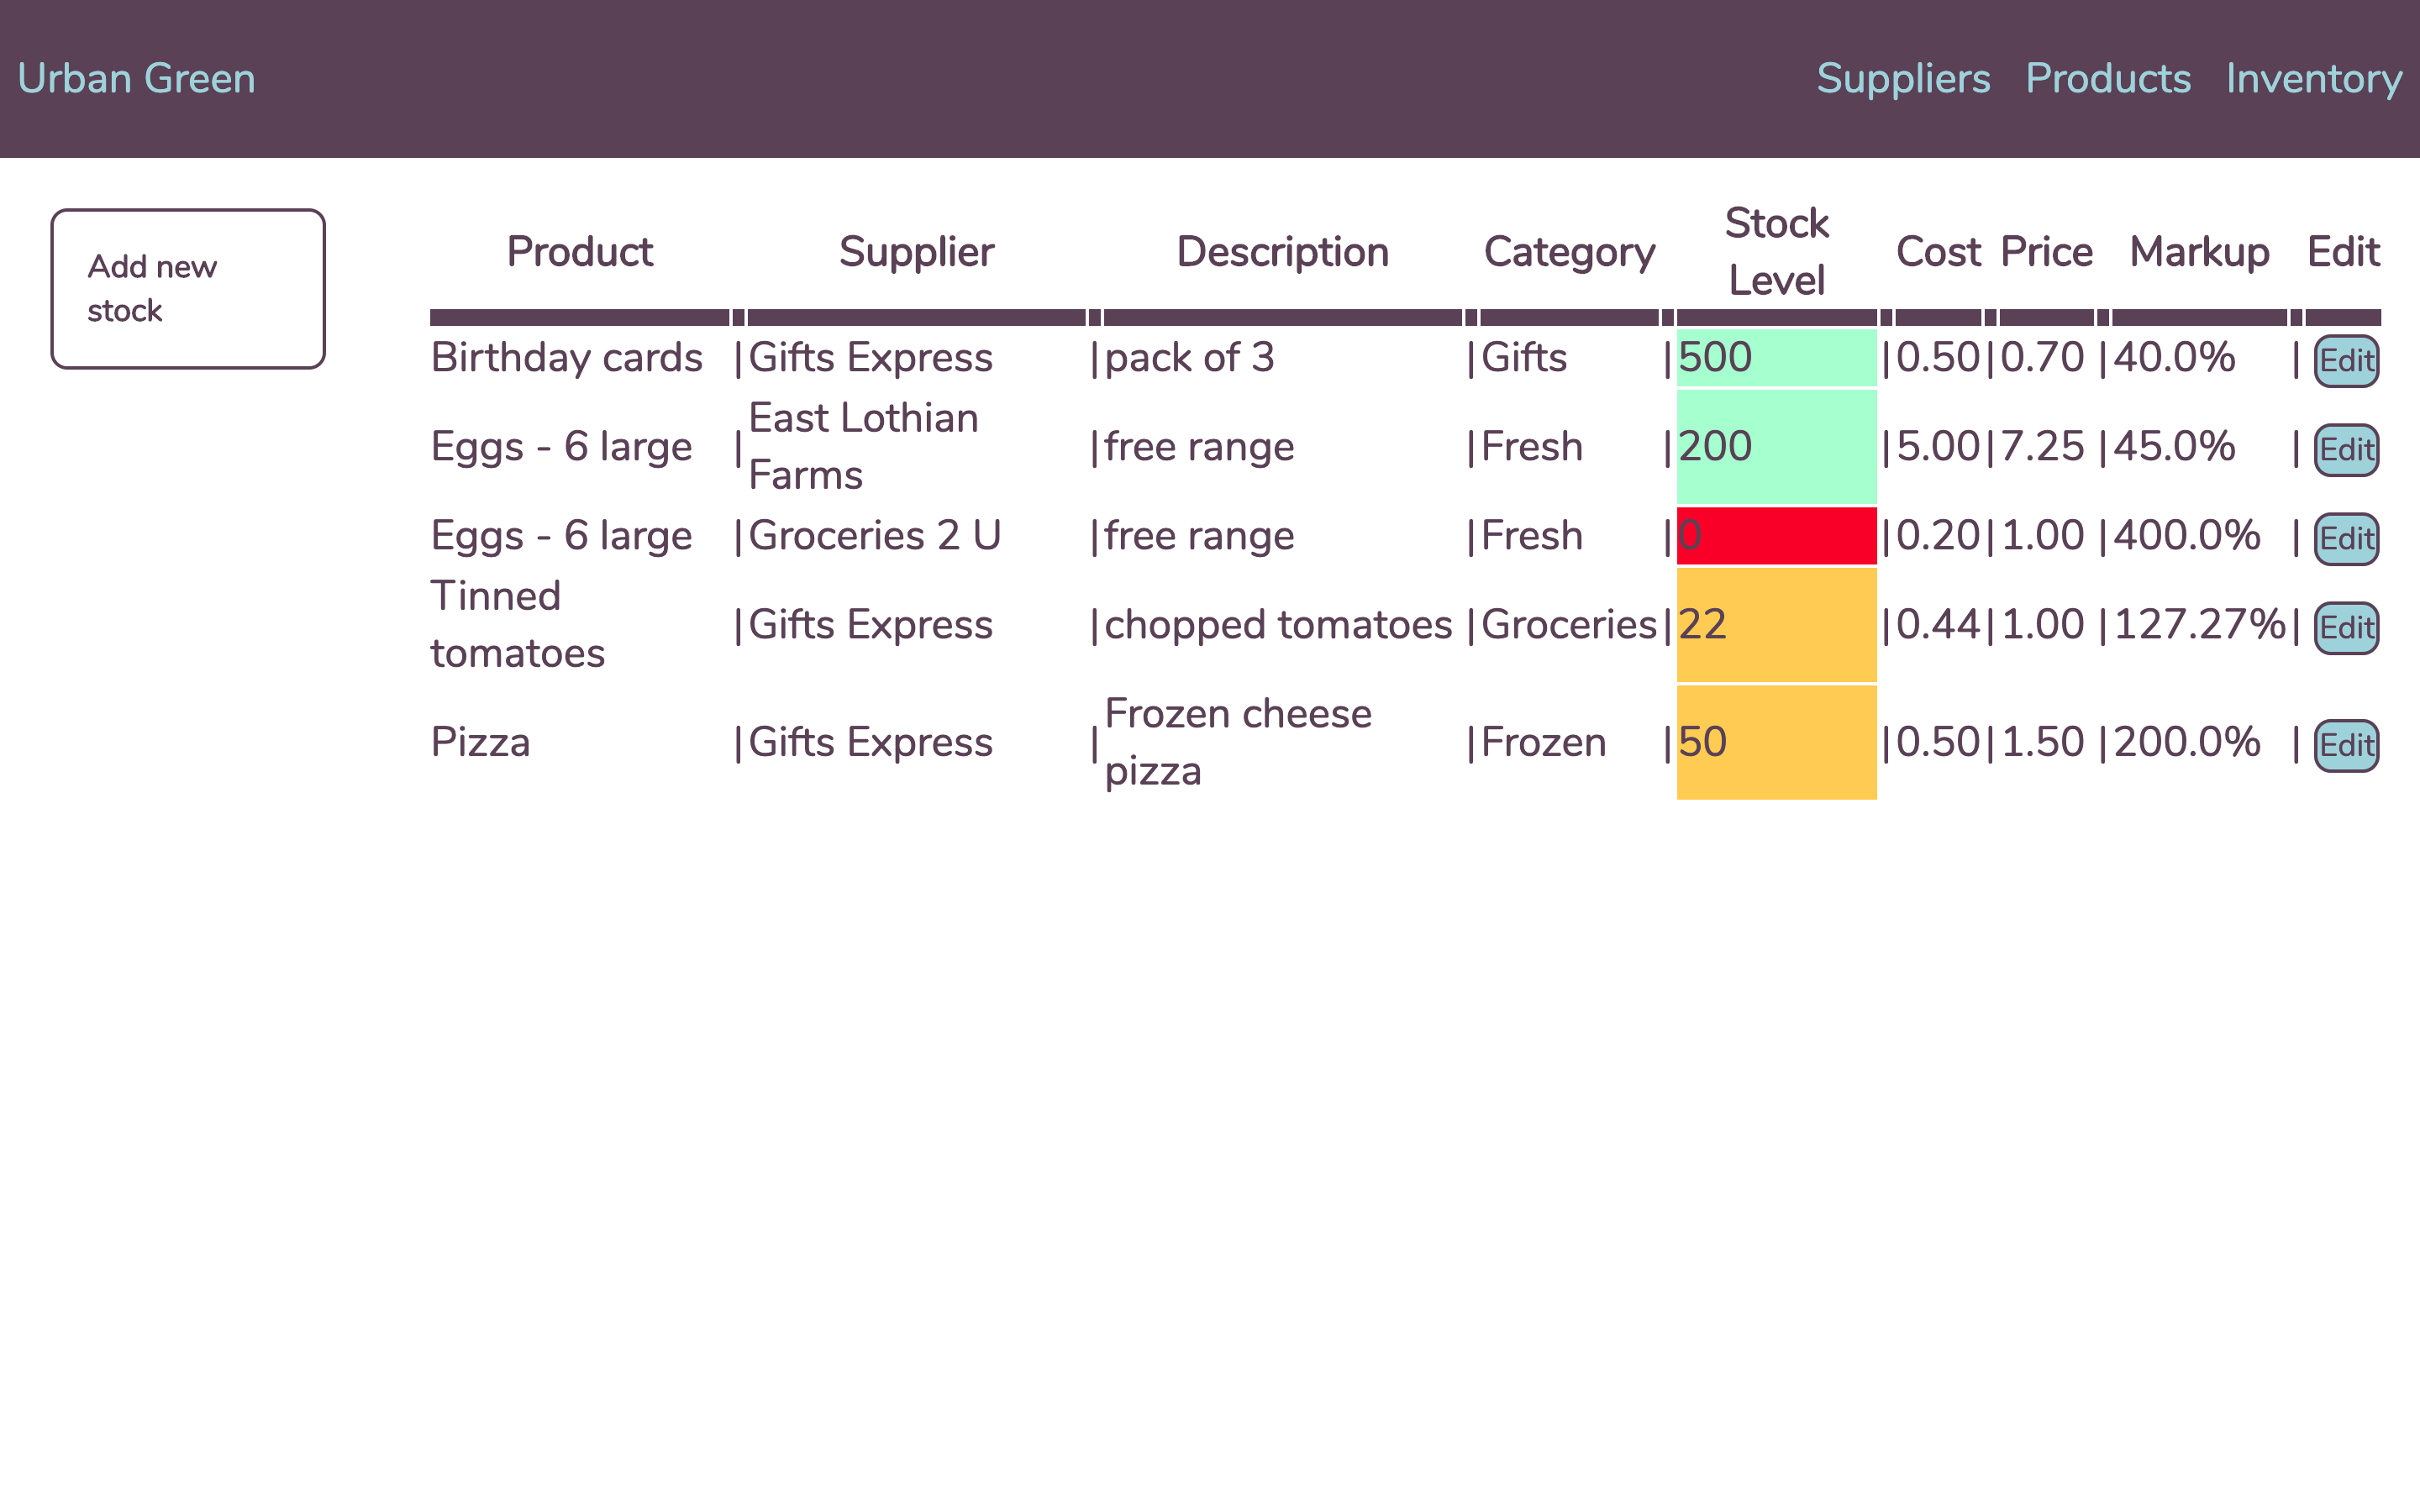 Urban Green Suppliers Products Inventory
Add new
stock
Product Supplier Description Category Stock Level Cost Price Markup Edit
Birthday cards | Gifts Express | pack of 3 | Gifts | 500 | 0.50 | 0.70 | 40.0% | Edit
Eggs - 6 large | East Lothian Farms | free range | Fresh | 200 | 5.00 | 7.25 | 45.0% | Edit
Eggs - 6 large | Groceries 2 U | free range | Fresh | 0 | 0.20 | 1.00 | 400.0% | Edit
Tinned tomatoes | Gifts Express | chopped tomatoes | Groceries | 22 | 0.44 | 1.00 | 127.27% | Edit
Pizza | Gifts Express | Frozen cheese pizza | Frozen | 50 | 0.50 | 1.50 | 200.0% | Edit